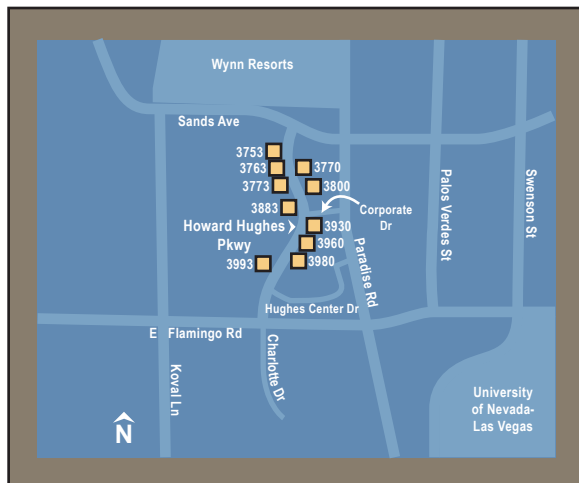 Wynn Resorts
Sands Ave
3753
3763
3770
3773
3800
3883
Corporate
Dr
Howard Hughes
Pkwy
3930
3960
3993
3980
Paradise Rd
Palos Verdes St
Swenson St
Hughes Center Dr
E Flamingo Rd
Koval Ln
Charlotte Dr
University
of Nevada-
Las Vegas
N